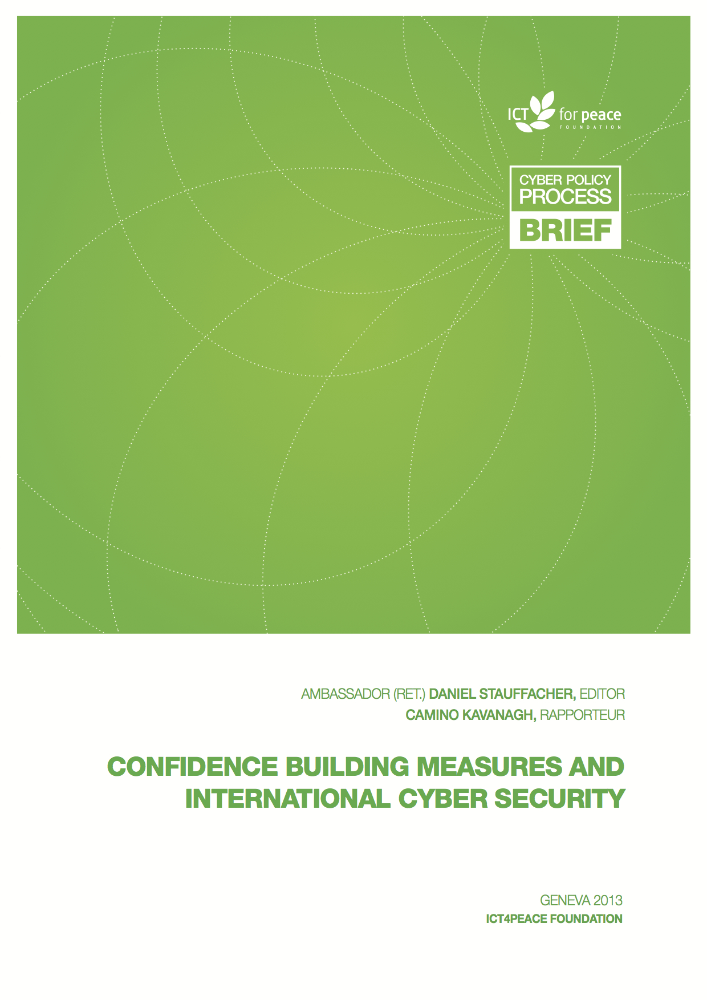 ICT for peace
FOUNDATION
CYBER POLICY
PROCESS
BRIEF
AMBASSADOR (RET.) DANIEL STAUFFACHER, EDITOR
CAMINO KAVANAGH, RAPPORTEUR
CONFIDENCE BUILDING MEASURES AND
INTERNATIONAL CYBER SECURITY
GENEVA 2013
ICT4PEACE FOUNDATION